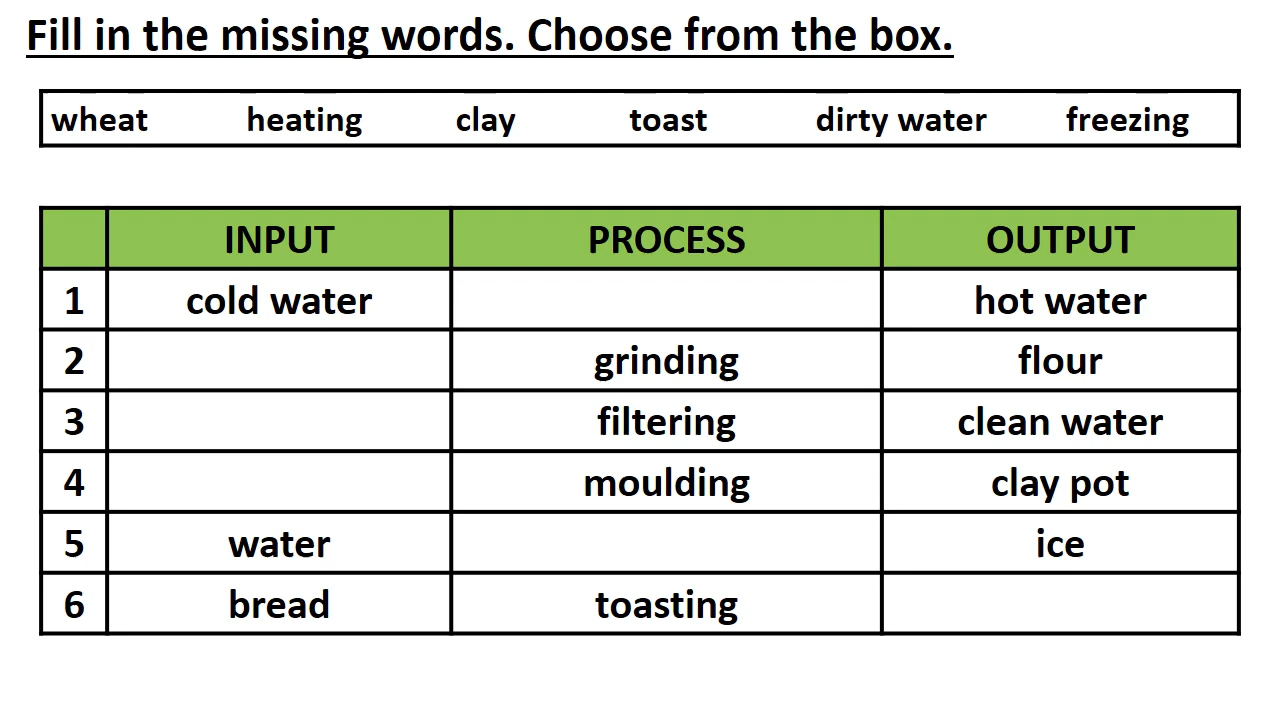 Fill in the missing words. Choose from the box.
wheat heating clay toast dirty water freezing
INPUT PROCESS OUTPUT
1 cold water hot water
2 grinding flour
3 filtering clean water
4 moulding clay pot
5 water ice
6 bread toasting